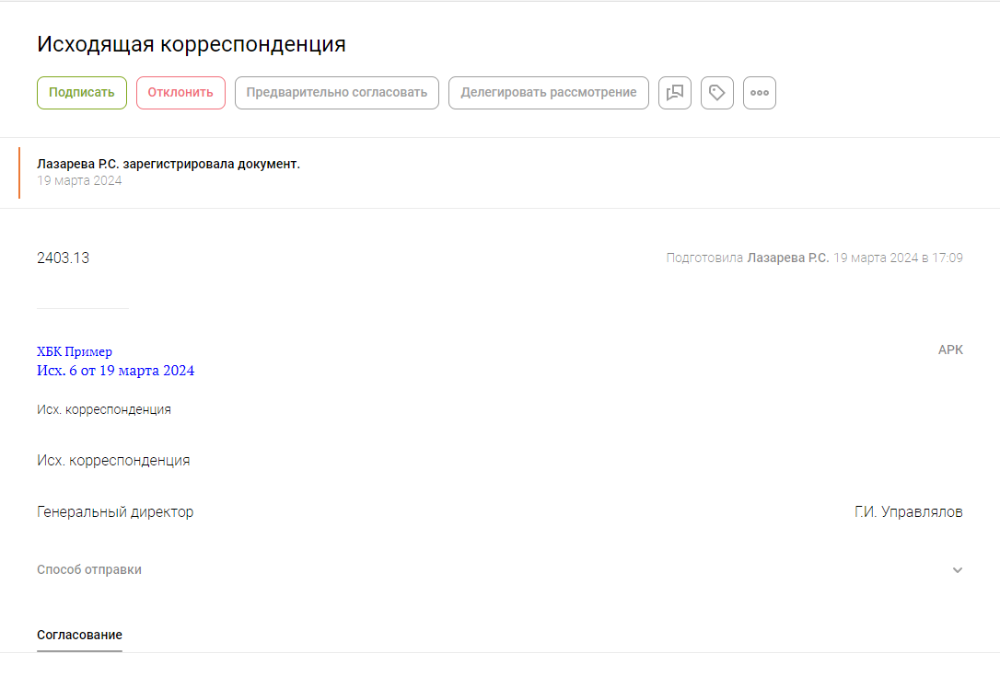 Исходящая корреспонденция
Подписать Отклонить Предварительно согласовать Делегировать рассмотрение
Лазарева Р.С. зарегистрировала документ.
19 марта 2024
2403.13 Подготовила Лазарева Р.С. 19 марта 2024 в 17:09
ХБК Пример АРК
Исх. 6 от 19 марта 2024
Исх. корреспонденция
Исх. корреспонденция
Генеральный директор Г.И. Управлялов
Способ отправки
Согласование